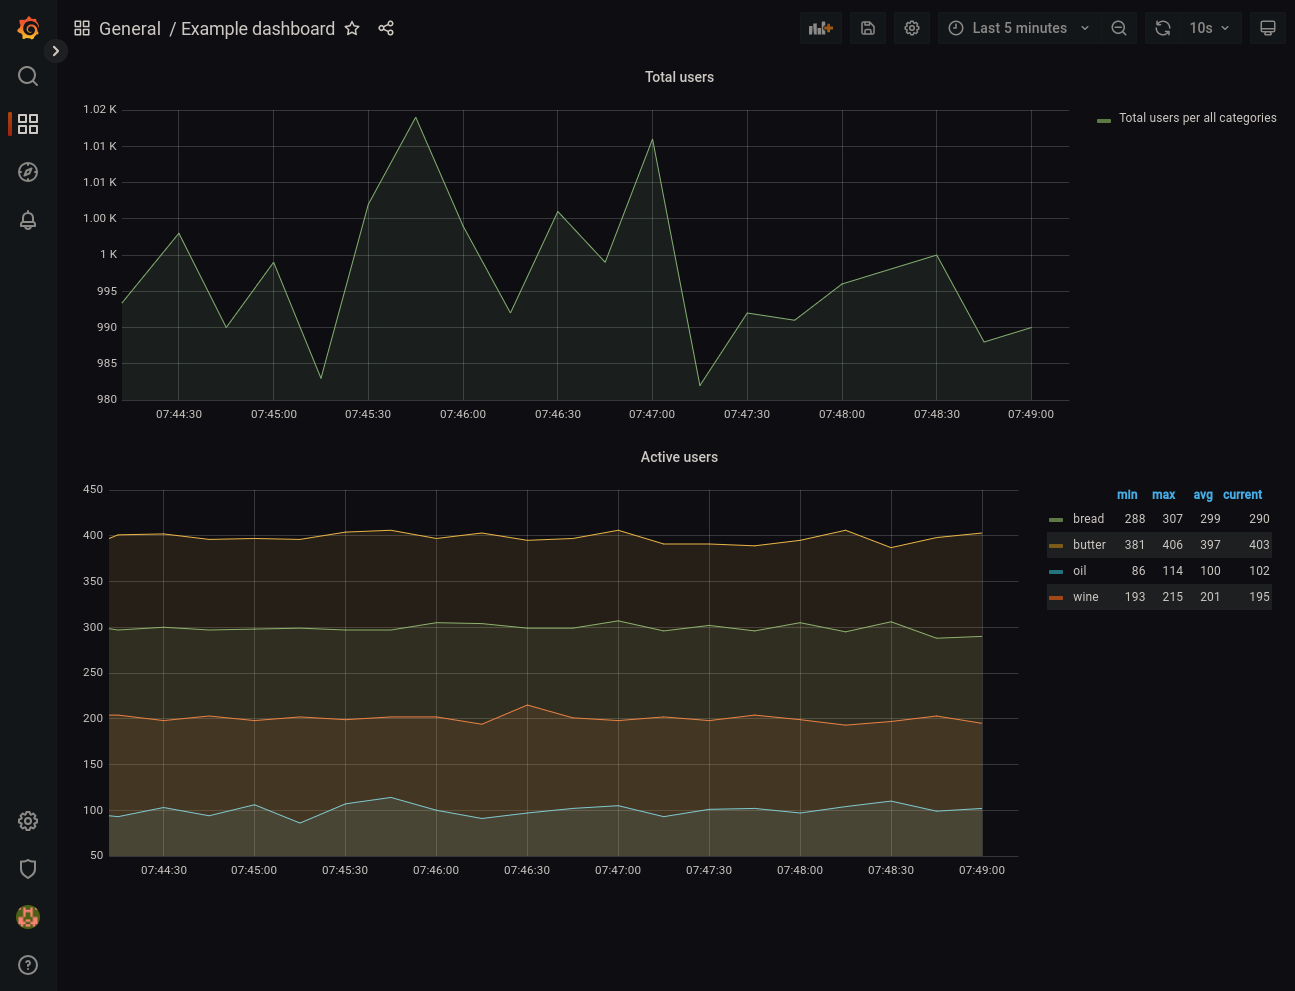 General / Example dashboard
Last 5 minutes
10s
Total users
1.02 K
1.01 K
1.01 K
1.00 K
1 K
995
990
985
980
07:44:30 07:45:00 07:45:30 07:46:00 07:46:30 07:47:00 07:47:30 07:48:00 07:48:30 07:49:00
Total users per all categories
Active users
450
400
350
300
250
200
150
100
50
07:44:30 07:45:00 07:45:30 07:46:00 07:46:30 07:47:00 07:47:30 07:48:00 07:48:30 07:49:00
min max avg current
bread 288 307 299 290
butter 381 406 397 403
oil 86 114 100 102
wine 193 215 201 195